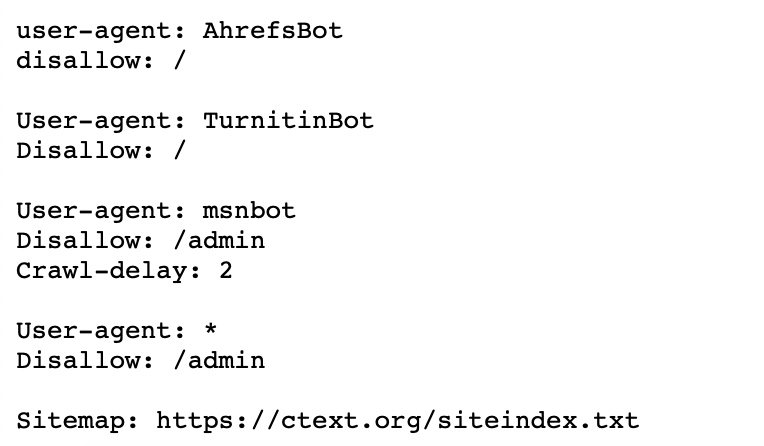 user-agent: AhrefsBot
disallow: /

User-agent: TurnitinBot
Disallow: /

User-agent: msnbot
Disallow: /admin
Crawl-delay: 2

User-agent: *
Disallow: /admin

Sitemap: https://ctext.org/siteindex.txt